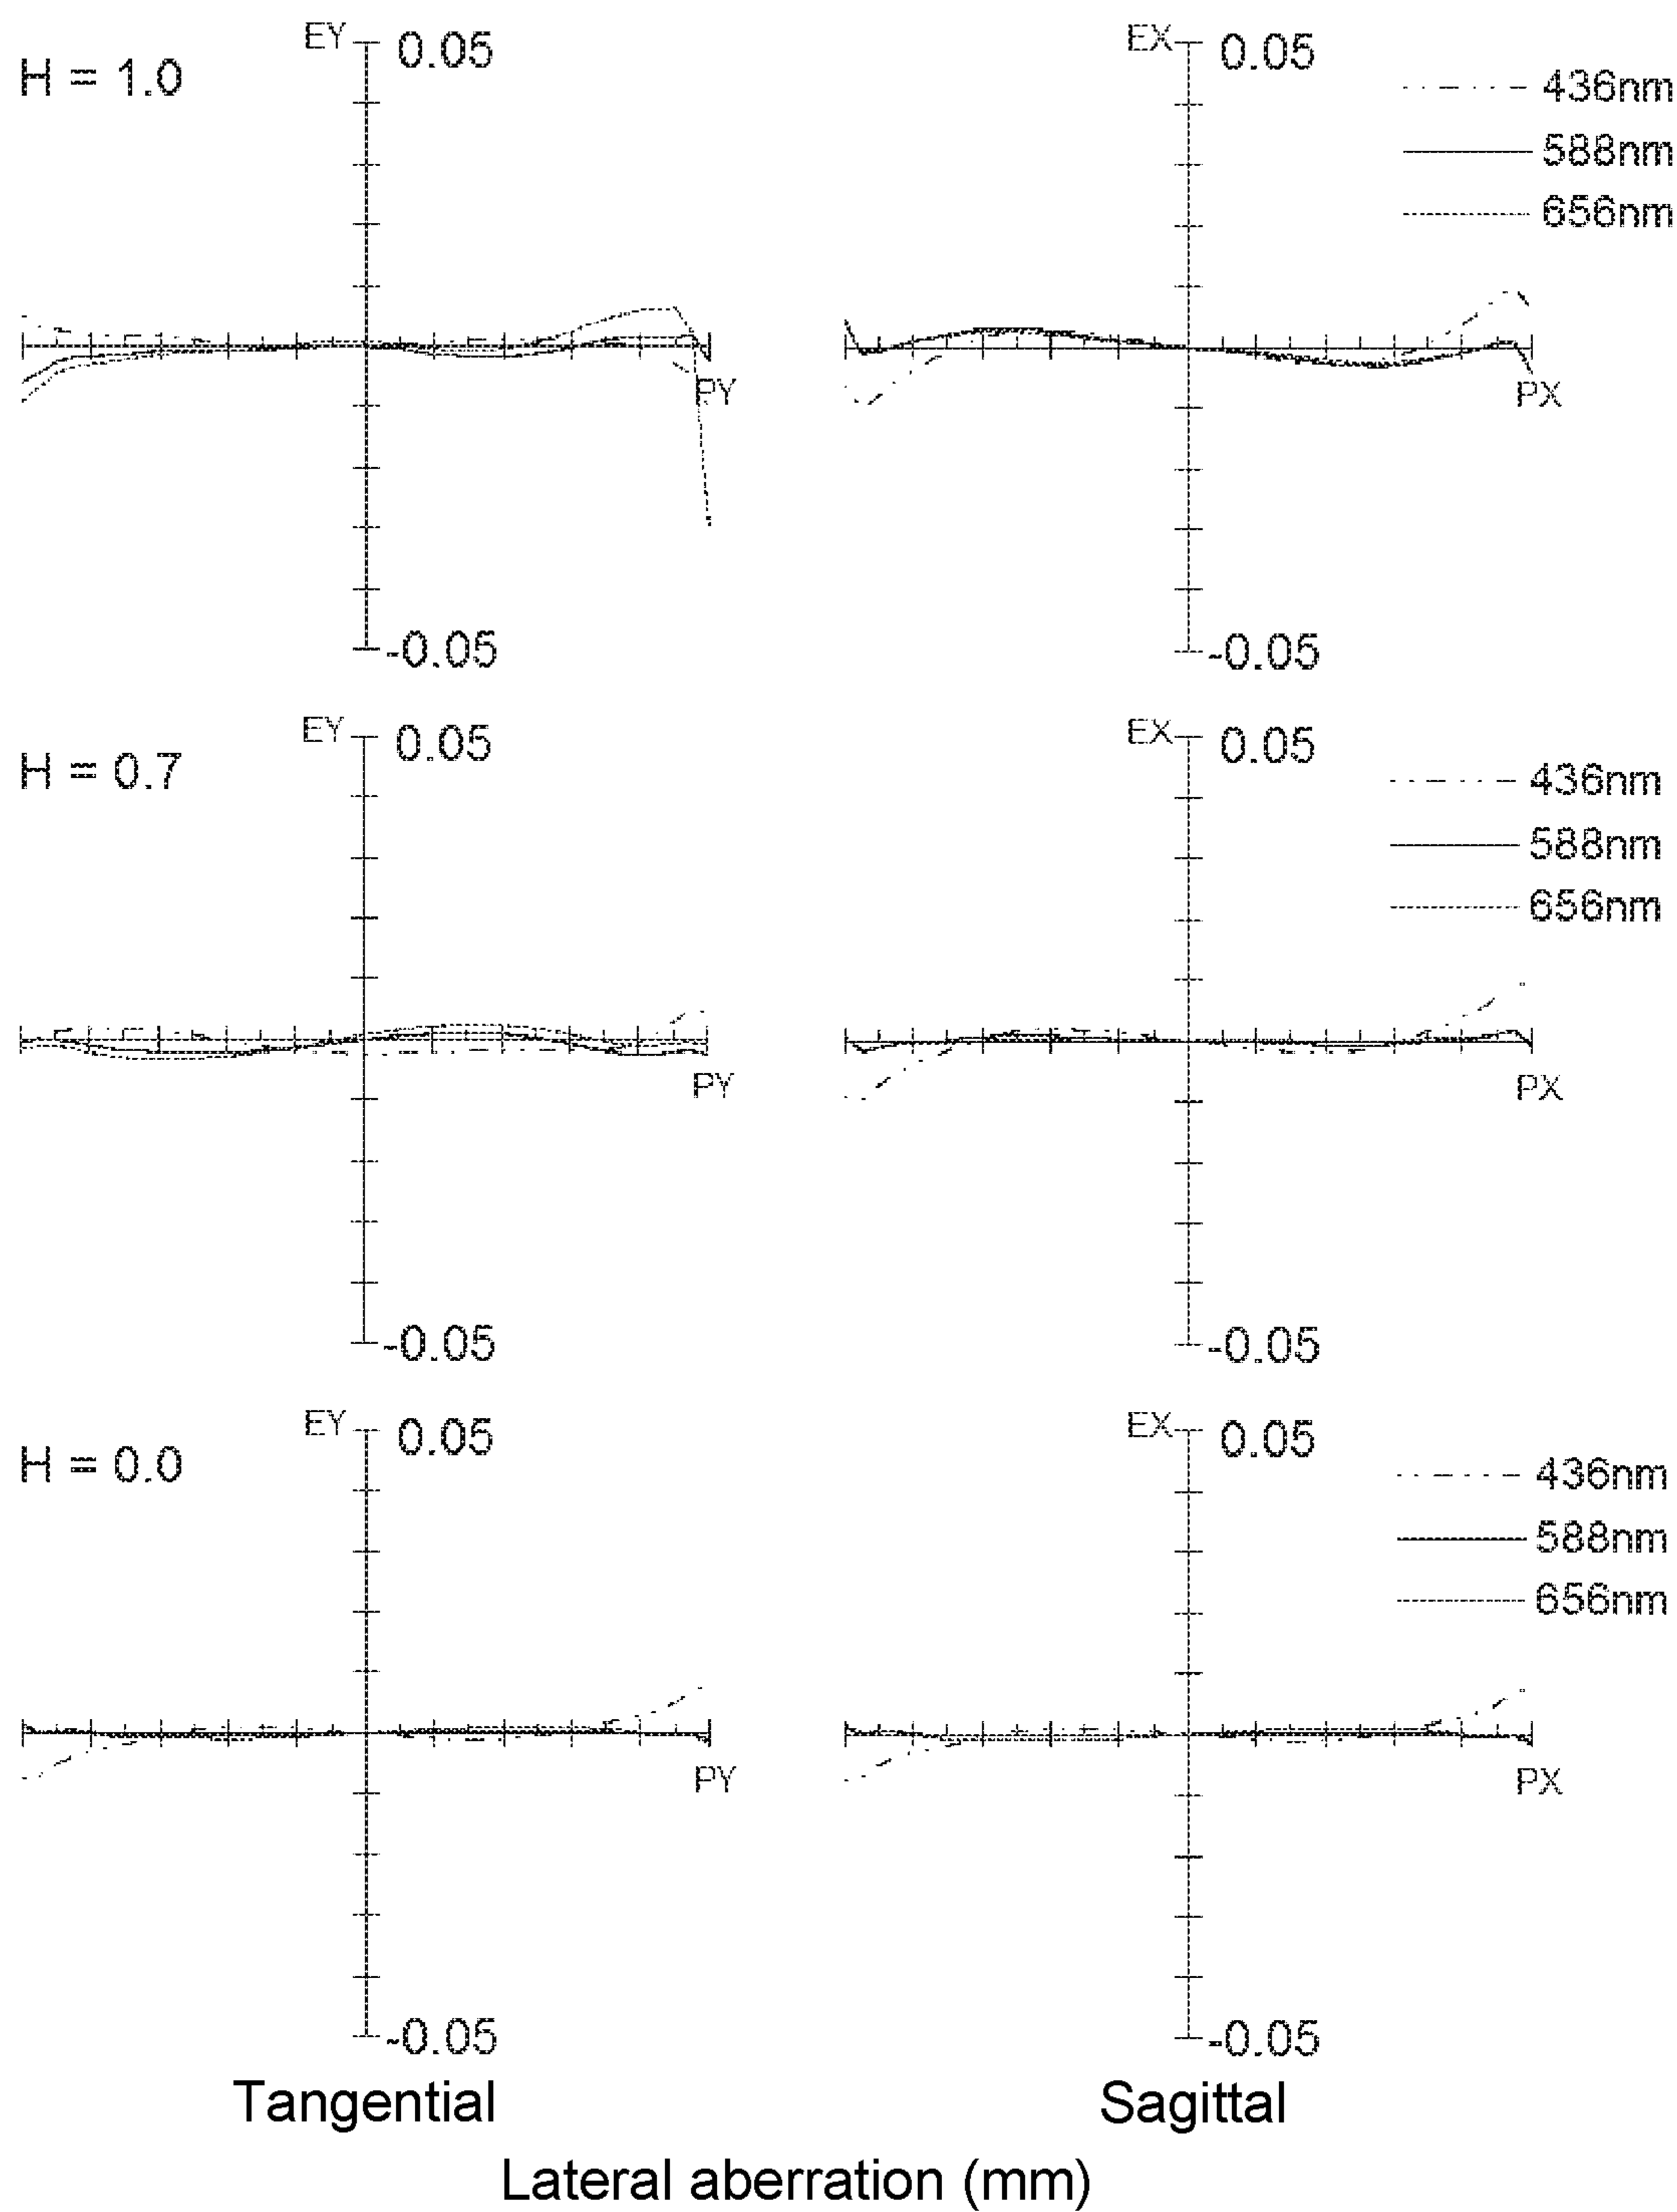 EY 0.05 EX 0.05
H = 1.0 436nm
588nm
656nm
PY PX
-0.05 -0.05
EY 0.05 EX 0.05
H = 0.7 436nm
588nm
656nm
PY PX
-0.05 -0.05
EY 0.05 EX 0.05
H = 0.0 436nm
588nm
656nm
PY PX
-0.05 -0.05
Tangential Sagittal
Lateral aberration (mm)